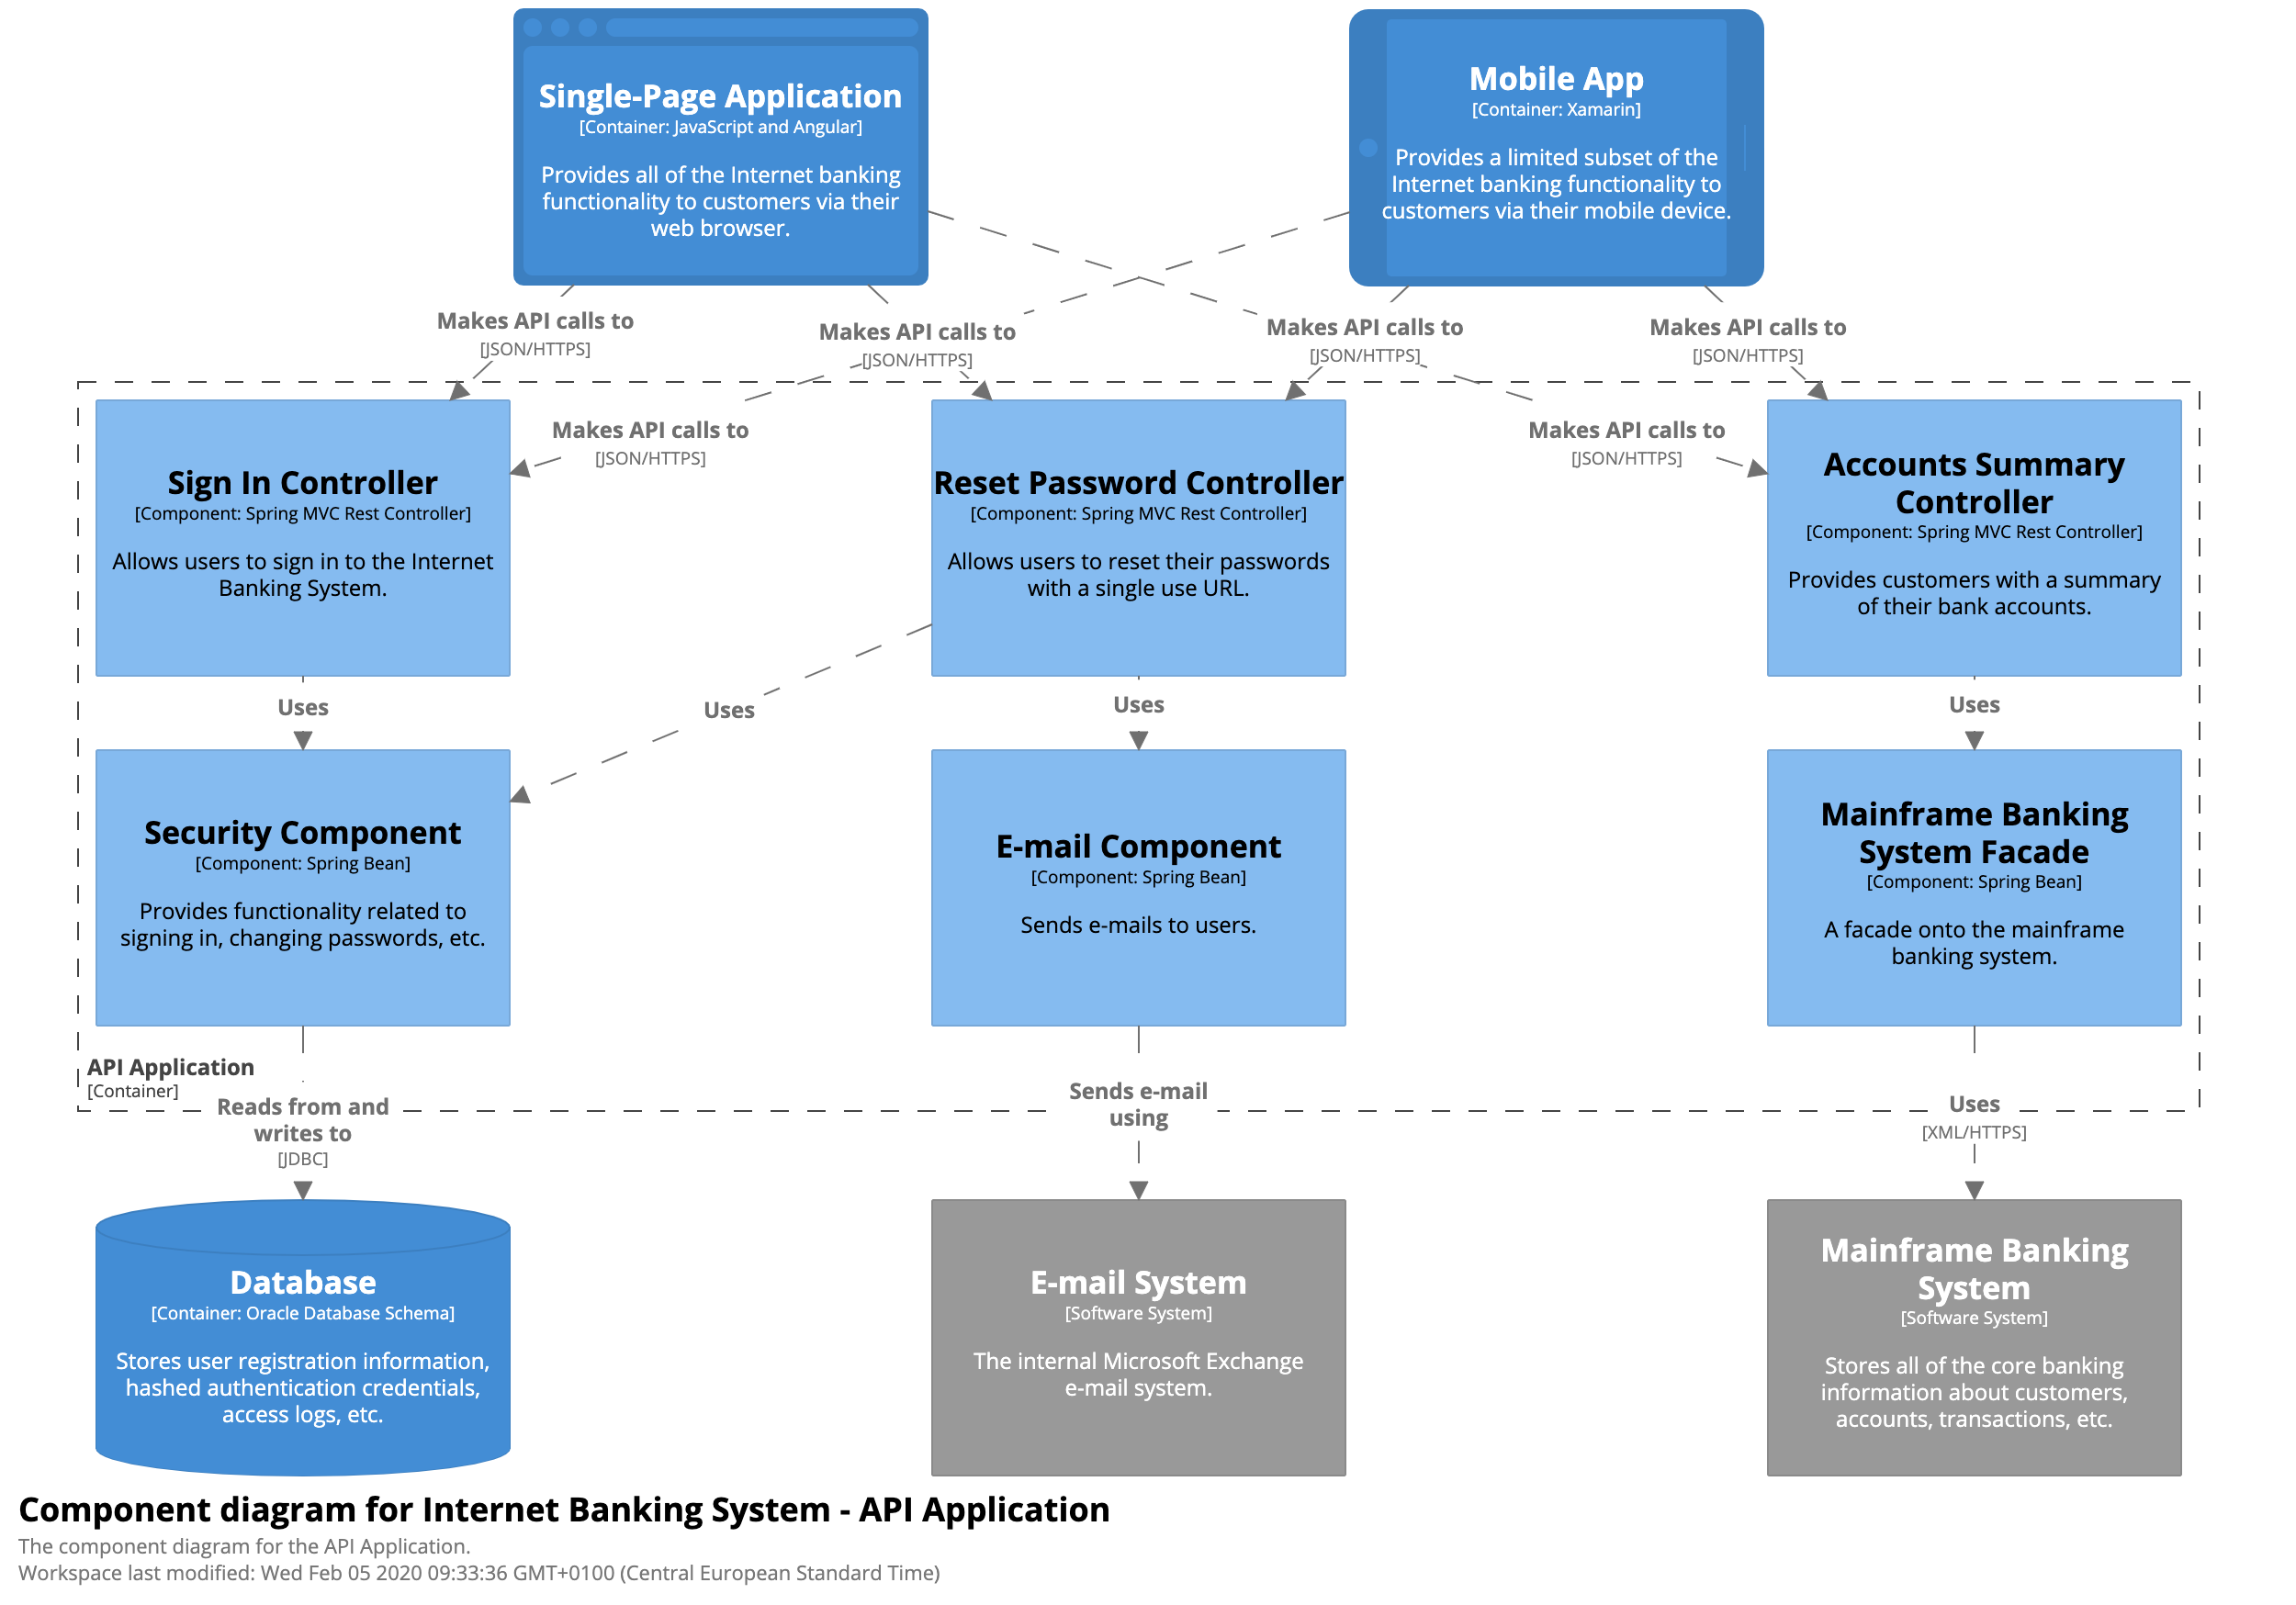 Single-Page Application
[Container: JavaScript and Angular]
Provides all of the Internet banking
functionality to customers via their
web browser.
Mobile App
[Container: Xamarin]
Provides a limited subset of the
Internet banking functionality to
customers via their mobile device.
Makes API calls to
[JSON/HTTPS]
Makes API calls to
[JSON/HTTPS]
Makes API calls to
[JSON/HTTPS]
Makes API calls to
[JSON/HTTPS]
Makes API calls to
[JSON/HTTPS]
Makes API calls to
[JSON/HTTPS]
Sign In Controller
[Component: Spring MVC Rest Controller]
Allows users to sign in to the Internet
Banking System.
Reset Password Controller
[Component: Spring MVC Rest Controller]
Allows users to reset their passwords
with a single use URL.
Accounts Summary
Controller
[Component: Spring MVC Rest Controller]
Provides customers with a summary
of their bank accounts.
Uses
Uses
Uses
Uses
Security Component
[Component: Spring Bean]
Provides functionality related to
signing in, changing passwords, etc.
E-mail Component
[Component: Spring Bean]
Sends e-mails to users.
Mainframe Banking
System Facade
[Component: Spring Bean]
A facade onto the mainframe
banking system.
API Application
[Container]
Reads from and
writes to
[JDBC]
Sends e-mail
using
Uses
[XML/HTTPS]
Database
[Container: Oracle Database Schema]
Stores user registration information,
hashed authentication credentials,
access logs, etc.
E-mail System
[Software System]
The internal Microsoft Exchange
e-mail system.
Mainframe Banking
System
[Software System]
Stores all of the core banking
information about customers,
accounts, transactions, etc.
Component diagram for Internet Banking System - API Application
The component diagram for the API Application.
Workspace last modified: Wed Feb 05 2020 09:33:36 GMT+0100 (Central European Standard Time)